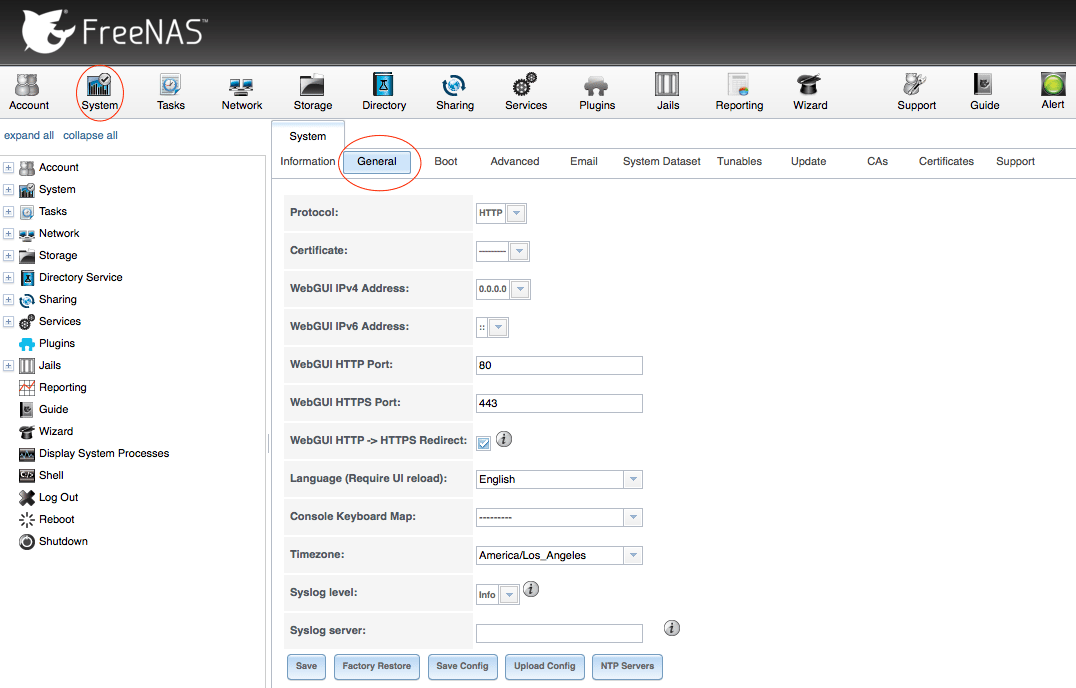 FreeNAS™
Account System Tasks Network Storage Directory Sharing Services Plugins Jails Reporting Wizard Support Guide Alert
expand all collapse all
Account
System
Tasks
Network
Storage
Directory Service
Sharing
Services
Plugins
Jails
Reporting
Guide
Wizard
Display System Processes
Shell
Log Out
Reboot
Shutdown
System
Information General Boot Advanced Email System Dataset Tunables Update CAs Certificates Support
Protocol: HTTP
Certificate: ---------
WebGUI IPv4 Address: 0.0.0.0
WebGUI IPv6 Address: ::
WebGUI HTTP Port: 80
WebGUI HTTPS Port: 443
WebGUI HTTP -> HTTPS Redirect:
Language (Require UI reload): English
Console Keyboard Map: ---------
Timezone: America/Los_Angeles
Syslog level: Info
Syslog server:
Save Factory Restore Save Config Upload Config NTP Servers